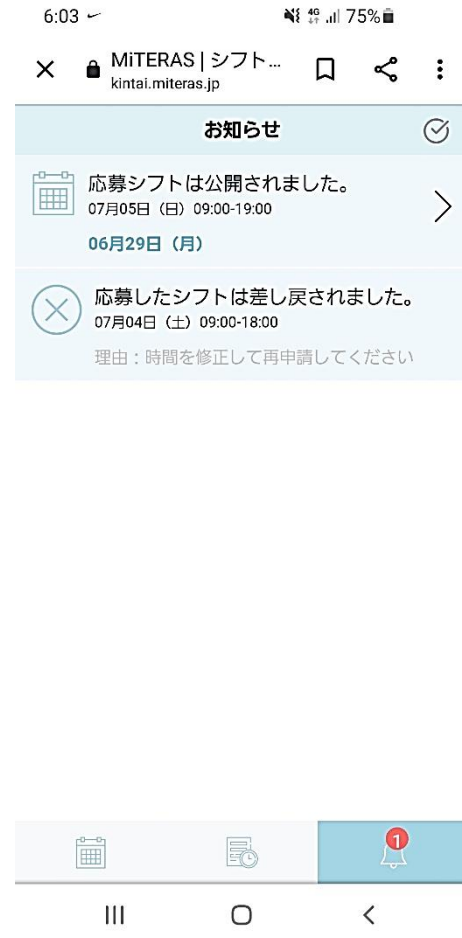 6:03
4G 75%
MiTERAS | シフト...
kintai.miteras.jp
お知らせ
応募シフトは公開されました。
07月05日（日）09:00-19:00
06月29日（月）
応募したシフトは差し戻されました。
07月04日（土）09:00-18:00
理由：時間を修正して再申請してください
1